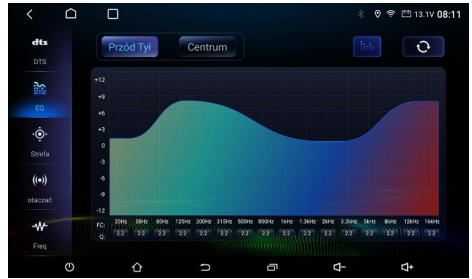 13.1V 08:11
dts
DTS
Przód Tył
Centrum
EQ
Strefa
otaczać
Freq
+12
+9
+6
+3
0
-3
-6
-9
-12
FC: 20Hz 50Hz 80Hz 125Hz 200Hz 315Hz 500Hz 800Hz 1kHz 1.3kHz 2kHz 3.2kHz 5kHz 8kHz 12kHz 16kHz
Q: 2.2 2.2 2.2 2.2 2.2 2.2 2.2 2.2 2.2 2.2 2.2 2.2 2.2 2.2 2.2 2.2